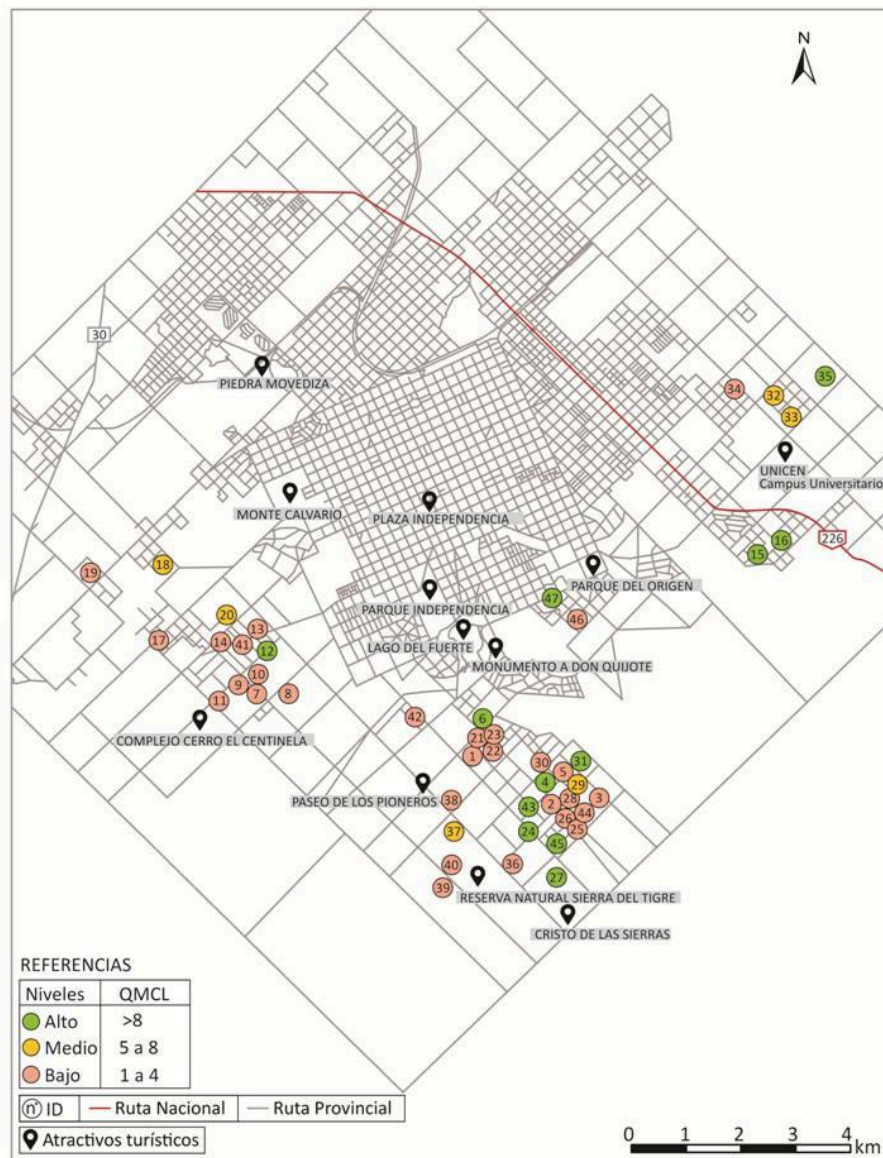 N
30
PIEDRA MOVEDIZA
35
34
32
33
UNICEN
Campus Universitario
MONTE CALVARIO
PLAZA INDEPENDENCIA
226
16
15
18
19
PARQUE DEL ORIGEN
47
46
PARQUE INDEPENDENCIA
20
13
17
14
41
12
LAGO DEL FUERTE
MONUMENTO A DON QUIJOTE
10
9
7
8
11
COMPLEJO CERRO EL CENTINELA
42
6
21
23
1
22
30
31
5
4
29
PASEO DE LOS PIONEROS
38
43
2
28
3
44
26
37
24
25
45
40
36
27
39
RESERVA NATURAL SIERRA DEL TIGRE
CRISTO DE LAS SIERRAS
REFERENCIAS
Niveles QMCL
Alto >8
Medio 5 a 8
Bajo 1 a 4
n° ID Ruta Nacional Ruta Provincial
Atractivos turísticos
0 1 2 3 4
km